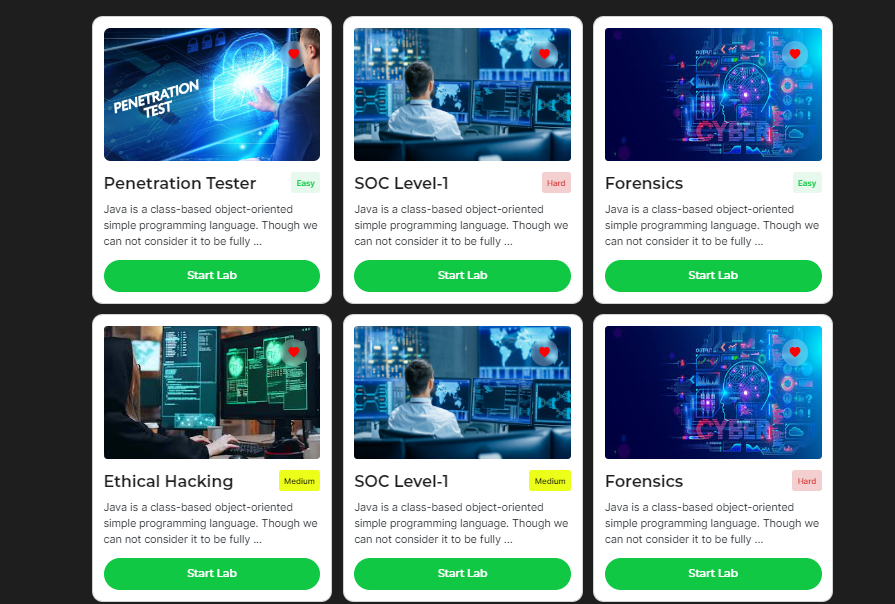 PENETRATION
TEST
OUTPUT
CYBER
Penetration Tester
Easy
Java is a class-based object-oriented
simple programming language. Though we
can not consider it to be fully ...
Start Lab
SOC Level-1
Hard
Java is a class-based object-oriented
simple programming language. Though we
can not consider it to be fully ...
Start Lab
Forensics
Easy
Java is a class-based object-oriented
simple programming language. Though we
can not consider it to be fully ...
Start Lab
OUTPUT
CYBER
Ethical Hacking
Medium
Java is a class-based object-oriented
simple programming language. Though we
can not consider it to be fully ...
Start Lab
SOC Level-1
Medium
Java is a class-based object-oriented
simple programming language. Though we
can not consider it to be fully ...
Start Lab
Forensics
Hard
Java is a class-based object-oriented
simple programming language. Though we
can not consider it to be fully ...
Start Lab